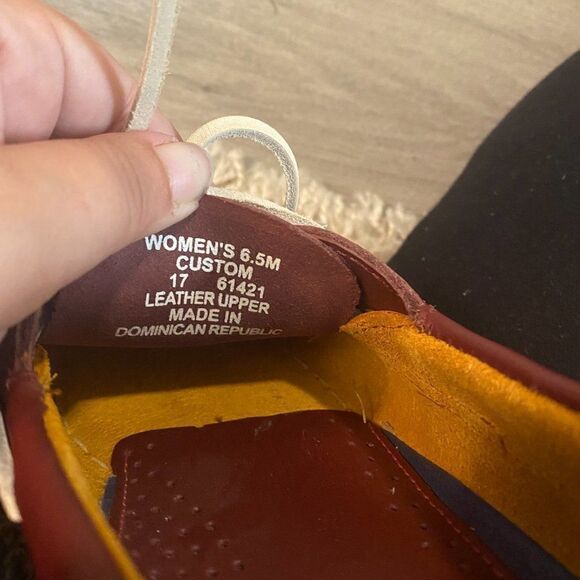 WOMEN'S 6.5M
CUSTOM
17 61421
LEATHER UPPER
MADE IN
DOMINICAN REPUBLIC